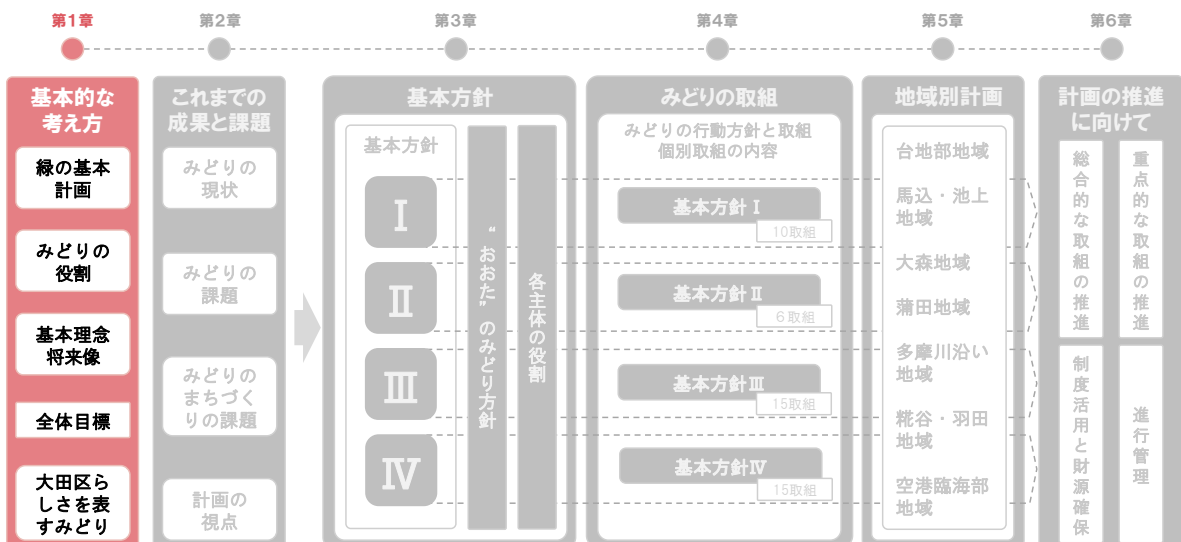 第1章
第2章
第3章
第4章
第5章
第6章
基本的な
考え方
緑の基本
計画
みどりの
役割
基本理念
将来像
全体目標
大田区ら
しさを表
すみどり
これまでの
成果と課題
みどりの
現状
みどりの
課題
みどりの
まちづく
りの課題
計画の
視点
基本方針
基本方針
Ⅰ
Ⅱ
Ⅲ
Ⅳ
“おおた”のみどり方針
各主体の役割
みどりの取組
みどりの行動方針と取組
個別取組の内容
基本方針Ⅰ
10取組
基本方針Ⅱ
6取組
基本方針Ⅲ
15取組
基本方針Ⅳ
15取組
地域別計画
台地部地域
馬込・池上
地域
大森地域
蒲田地域
多摩川沿い
地域
糀谷・羽田
地域
空港臨海部
地域
計画の推進
に向けて
総合的な取組の推進
重点的な取組の推進
制度活用と財源確保
進行管理